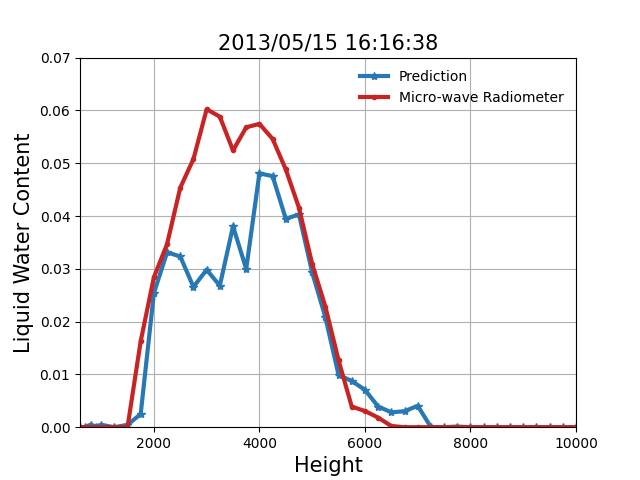 2013/05/15 16:16:38
0.07
0.06
0.05
0.04
0.03
0.02
0.01
0.00
Liquid Water Content
Prediction
Micro-wave Radiometer
2000 4000 6000 8000 10000
Height